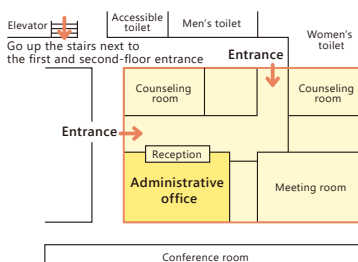 Elevator
Accessible
toilet
Men's toilet
Women's
toilet
Go up the stairs next to
the first and second-floor entrance
Entrance
Counseling
room
Counseling
room
Entrance
Reception
Administrative
office
Meeting room
Conference room